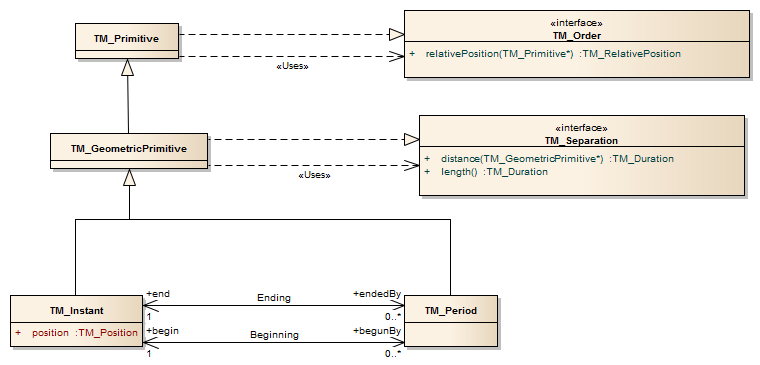 «interface»
TM_Order
TM_Primitive
+ relativePosition(TM_Primitive*) :TM_RelativePosition
«Uses»
«interface»
TM_Separation
TM_GeometricPrimitive
+ distance(TM_GeometricPrimitive*) :TM_Duration
+ length() :TM_Duration
«Uses»
+end Ending +endedBy
TM_Instant
TM_Period
1 0..*
+ position :TM_Position
+begin Beginning +begunBy
1 0..*